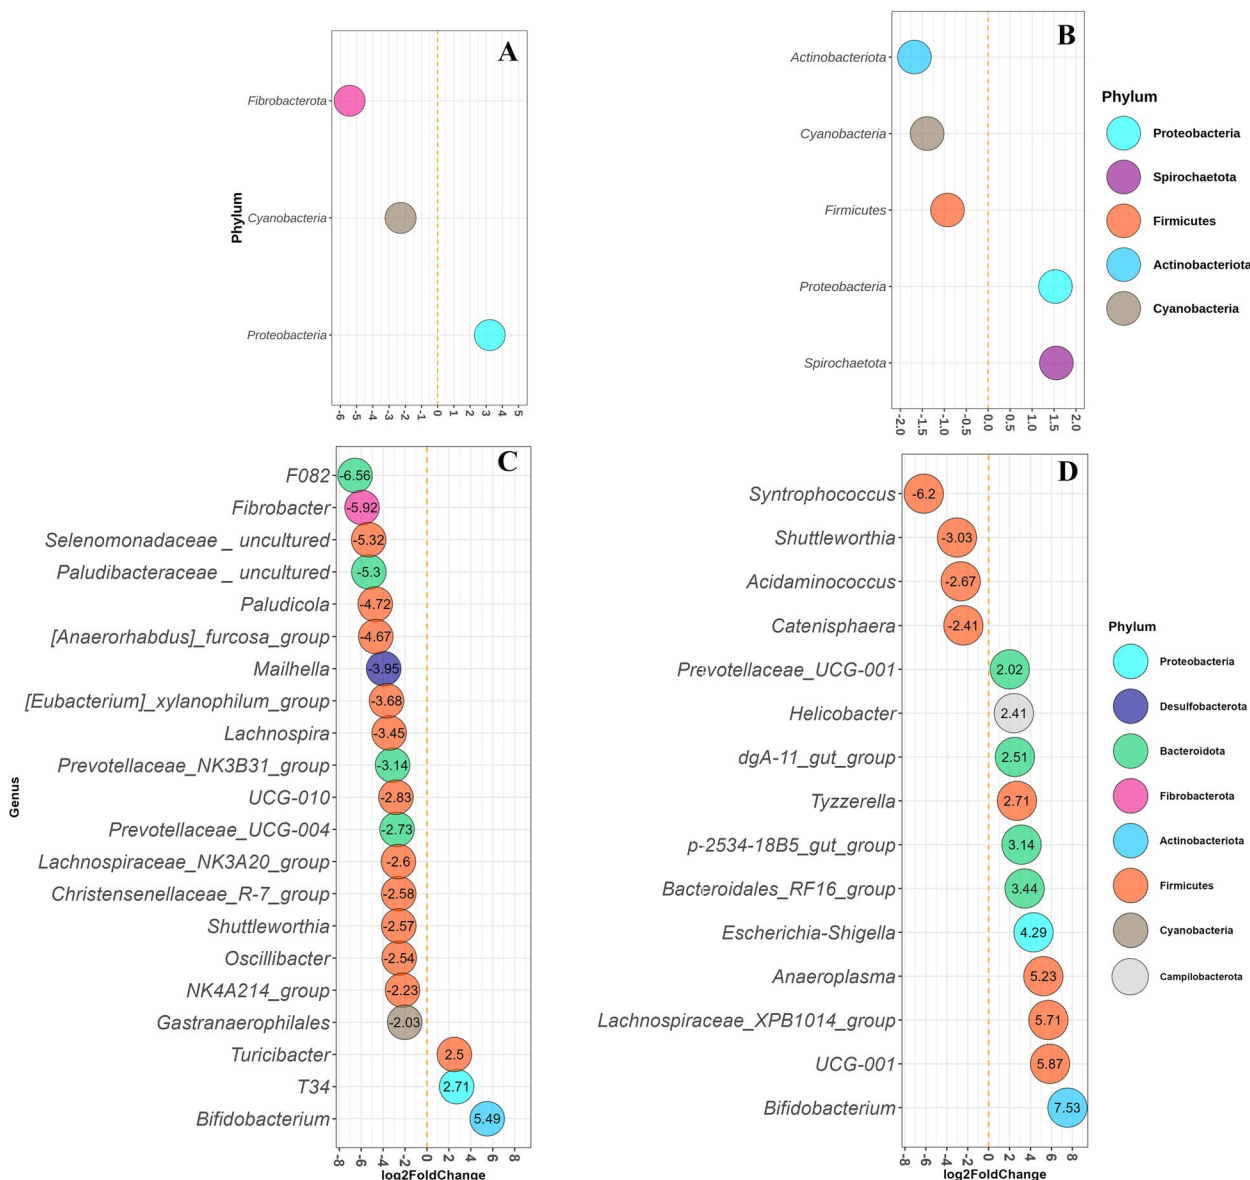 A
Fibrobacterota
Cyanobacteria
Proteobacteria
Phylum
-6 -5 -4 -3 -2 -1 0 1 2 3 4 5
B
Actinobacteriota
Cyanobacteria
Firmicutes
Proteobacteria
Spirochaetota
-2.0 -1.5 -1.0 -0.5 0.0 0.5 1.0 1.5 2.0
Phylum
Proteobacteria
Spirochaetota
Firmicutes
Actinobacteriota
Cyanobacteria
C
Genus
F082 -6.56
Fibrobacter -5.92
Selenomonadaceae _ uncultured -5.32
Paludibacteraceae _ uncultured -5.3
Paludicola -4.72
[Anaerorhabdus]_furcosa_group -4.67
Mailhella -3.95
[Eubacterium]_xylanophilum_group -3.68
Lachnospira -3.45
Prevotellaceae_NK3B31_group -3.14
UCG-010 -2.83
Prevotellaceae_UCG-004 -2.73
Lachnospiraceae_NK3A20_group -2.6
Christensenellaceae_R-7_group -2.58
Shuttleworthia -2.57
Oscillibacter -2.54
NK4A214_group -2.23
Gastranaerophilales -2.03
Turicibacter 2.5
T34 2.71
Bifidobacterium 5.49
-8 -6 -4 -2 0 2 4 6 8
log2FoldChange
D
Syntrophococcus -6.2
Shuttleworthia -3.03
Acidaminococcus -2.67
Catenisphaera -2.41
Prevotellaceae_UCG-001 2.02
Helicobacter 2.41
dgA-11_gut_group 2.51
Tyzzerella 2.71
p-2534-18B5_gut_group 3.14
Bacteroidales_RF16_group 3.44
Escherichia-Shigella 4.29
Anaeroplasma 5.23
Lachnospiraceae_XPB1014_group 5.71
UCG-001 5.87
Bifidobacterium 7.53
-8 -6 -4 -2 0 2 4 6 8
log2FoldChange
Phylum
Proteobacteria
Desulfobacterota
Bacteroidota
Fibrobacterota
Actinobacteriota
Firmicutes
Cyanobacteria
Campilobacterota